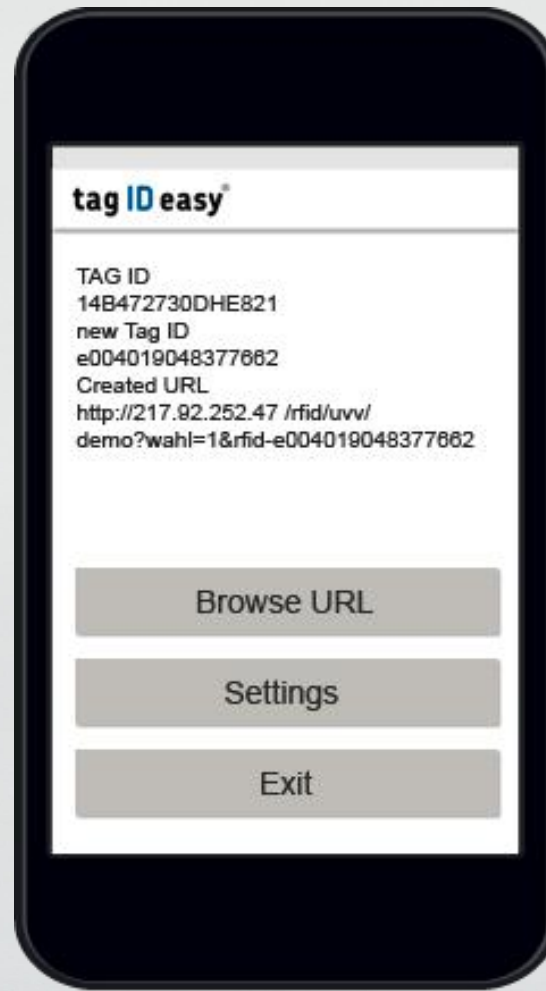 tag ID easy®
TAG ID
14B472730DHE821
new Tag ID
e004019048377662
Created URL
http://217.92.252.47 /rfid/uvv/
demo?wahl=1&rfid-e004019048377662
Browse URL
Settings
Exit